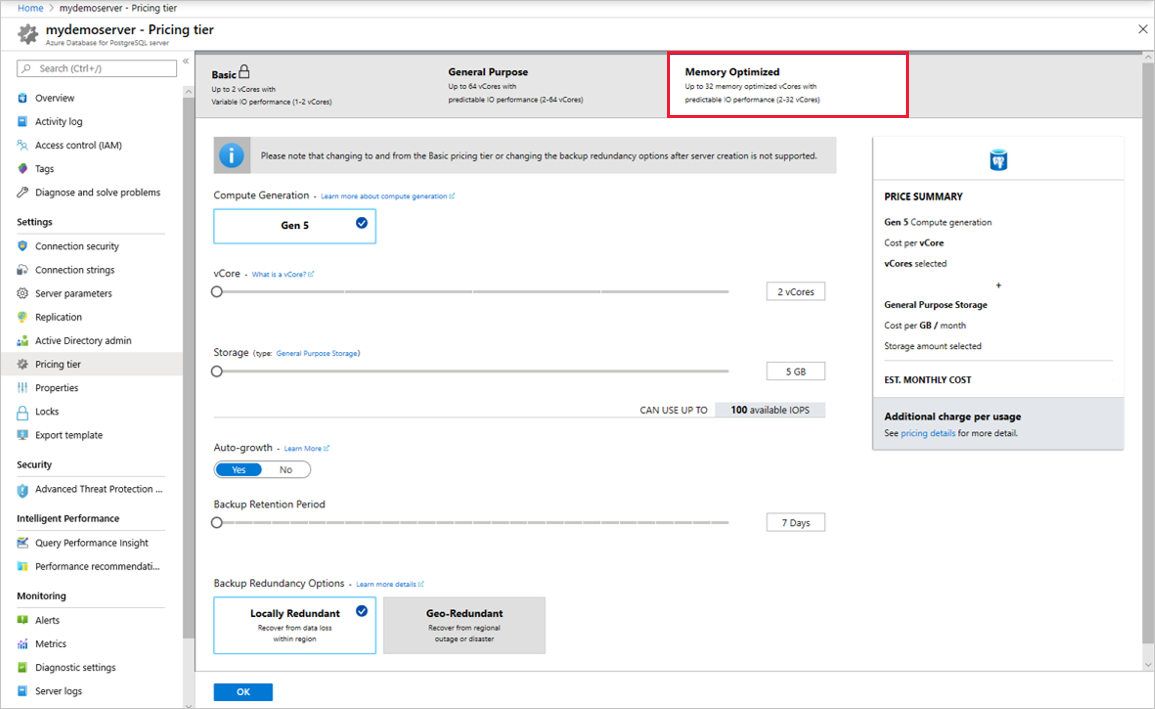 Home > mydemoserver - Pricing tier
mydemoserver - Pricing tier
Azure Database for PostgreSQL server
Search (Ctrl+/)
Overview
Activity log
Access control (IAM)
Tags
Diagnose and solve problems
Settings
Connection security
Connection strings
Server parameters
Replication
Active Directory admin
Pricing tier
Properties
Locks
Export template
Security
Advanced Threat Protection ...
Intelligent Performance
Query Performance Insight
Performance recommendati...
Monitoring
Alerts
Metrics
Diagnostic settings
Server logs
Basic
Up to 2 vCores with
Variable IO performance (1-2 vCores)
General Purpose
Up to 64 vCores with
predictable IO performance (2-64 vCores)
Memory Optimized
Up to 32 memory optimized vCores with
predictable IO performance (2-32 vCores)
Please note that changing to and from the Basic pricing tier or changing the backup redundancy options after server creation is not supported.
Compute Generation - Learn more about compute generation
Gen 5
vCore - What is a vCore?
2 vCores
Storage (type: General Purpose Storage)
5 GB
CAN USE UP TO 100 available IOPS
Auto-growth - Learn More
Yes No
Backup Retention Period
7 Days
Backup Redundancy Options - Learn more details
Locally Redundant
Recover from data loss
within region
Geo-Redundant
Recover from regional
outage or disaster
OK
PRICE SUMMARY
Gen 5 Compute generation
Cost per vCore
vCores selected
+
General Purpose Storage
Cost per GB / month
Storage amount selected
EST. MONTHLY COST
Additional charge per usage
See pricing details for more detail.